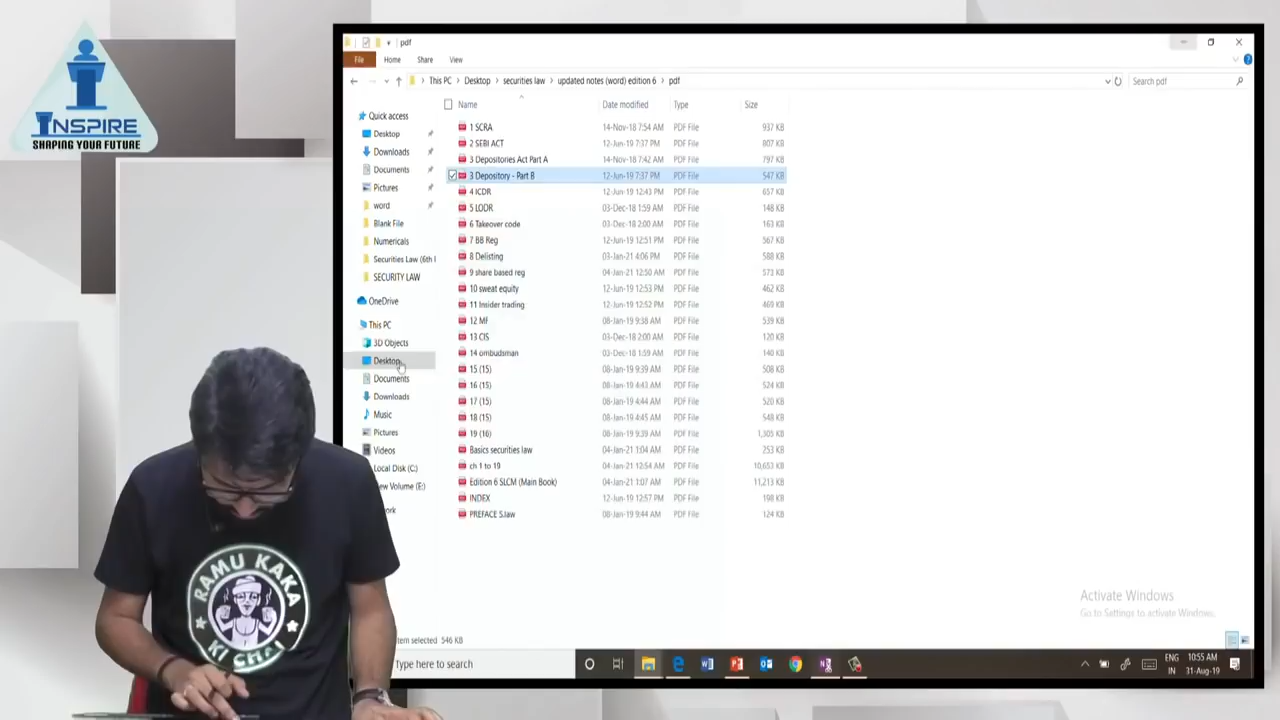 INSPIRE
SHAPING YOUR FUTURE
pdf
File Home Share View
This PC > Desktop > securities law > updated notes (word) edition 6 > pdf
Search pdf
Name Date modified Type Size
Quick access
Desktop
Downloads
Documents
Pictures
word
Blank File
Numericals
Securities Law (6th
SECURITY LAW
OneDrive
This PC
3D Objects
Desktop
Documents
Downloads
Music
Pictures
Videos
Local Disk (C:)
ew Volume (E:)
ork
1 SCRA 14-Nov-18 7:54 AM PDF File 937 KB
2 SEBI ACT 12-Jun-19 7:37 PM PDF File 807 KB
3 Depositories Act Part A 14-Nov-18 7:42 AM PDF File 797 KB
3 Depository - Part B 12-Jun-19 7:37 PM PDF File 547 KB
4 ICDR 12-Jun-19 12:43 PM PDF File 657 KB
5 LODR 03-Dec-18 1:59 AM PDF File 148 KB
6 Takeover code 03-Dec-18 2:00 AM PDF File 163 KB
7 BB Reg 12-Jun-19 12:51 PM PDF File 567 KB
8 Delisting 03-Jan-21 4:06 PM PDF File 588 KB
9 share based reg 04-Jan-21 12:50 AM PDF File 573 KB
10 sweat equity 12-Jun-19 12:53 PM PDF File 462 KB
11 Insider trading 12-Jun-19 12:52 PM PDF File 469 KB
12 MF 08-Jan-19 9:38 AM PDF File 539 KB
13 CIS 03-Dec-18 2:00 AM PDF File 120 KB
14 ombudsman 03-Dec-18 1:59 AM PDF File 140 KB
15 (15) 08-Jan-19 9:39 AM PDF File 508 KB
16 (15) 08-Jan-19 4:43 AM PDF File 524 KB
17 (15) 08-Jan-19 4:44 AM PDF File 520 KB
18 (15) 08-Jan-19 4:45 AM PDF File 548 KB
19 (16) 08-Jan-19 9:39 AM PDF File 1,305 KB
Basics securities law 04-Jan-21 1:04 AM PDF File 253 KB
ch 1 to 19 04-Jan-21 12:54 AM PDF File 10,653 KB
Edition 6 SLCM (Main Book) 04-Jan-21 1:07 AM PDF File 11,213 KB
INDEX 12-Jun-19 12:57 PM PDF File 198 KB
PREFACE S.law 08-Jan-19 9:44 AM PDF File 124 KB
Activate Windows
Go to Settings to activate Windows.
tem selected 546 KB
Type here to search
ENG 10:55 AM
IN 31-Aug-19
RAMU KAKA
KI CHAI